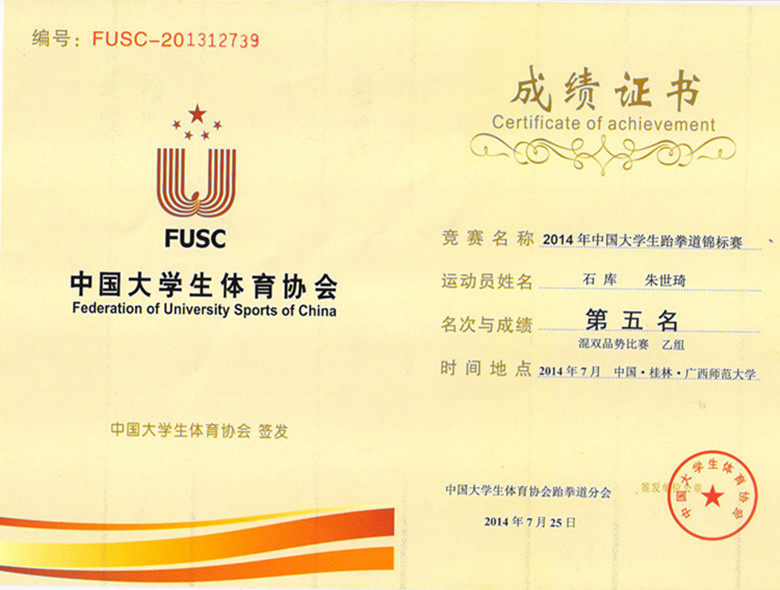 编号: FUSC-201312739
FUSC
中国大学生体育协会
Federation of University Sports of China
中国大学生体育协会 签发
成绩证书
Certificate of achievement
竞赛名称 2014年中国大学生跆拳道锦标赛
运动员姓名 石库 朱世琦
名次与成绩 第五名
混双品势比赛 乙组
时间地点 2014年7月 中国·桂林·广西师范大学
中国大学生体育协会跆拳道分会
签发单位公章
2014年7月25日
中国大学生体育协会